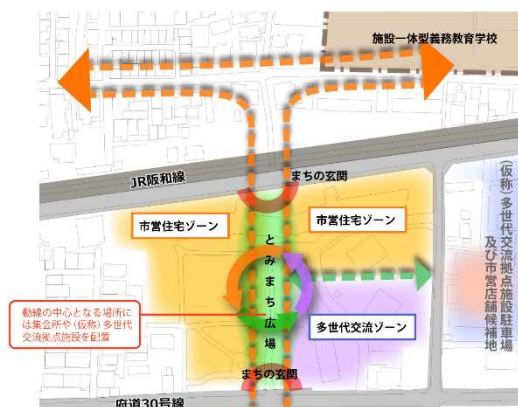 施設一体型義務教育学校
JR阪和線
まちの玄関
市営住宅ゾーン
市営住宅ゾーン
とみまち広場
動線の中心となる場所に
は集会所や(仮称)多世代
交流拠点施設を配置
多世代交流ゾーン
(仮称)多世代交流拠点施設駐車場
及び市営店舗候補地
まちの玄関
府道30号線